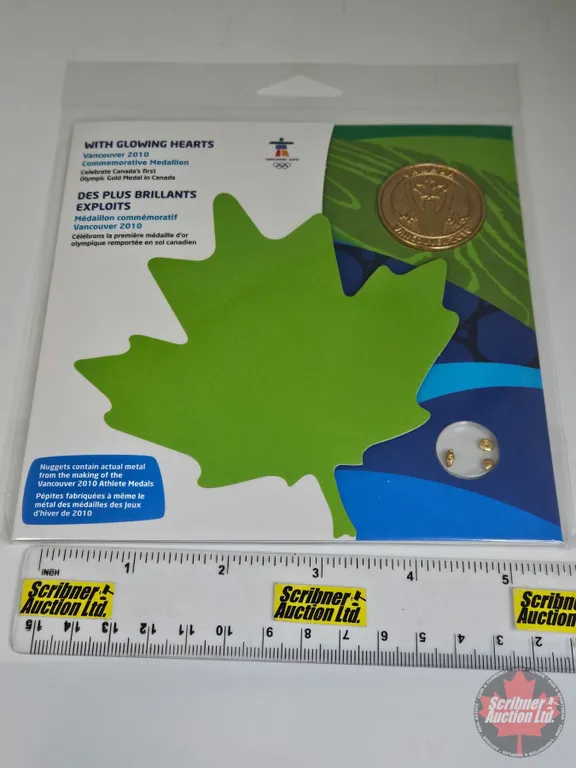 WITH GLOWING HEARTS
Vancouver 2010
Commemorative Medallion
Celebrate Canada's first
Olympic Gold Medal in Canada
DES PLUS BRILLANTS
EXPLOITS
Médaillon commémoratif
Vancouver 2010
Célébrons la première médaille d'or
olympique remportée en sol canadien
CANADA
VANCOUVER 2010
Nuggets contain actual metal
from the making of the
Vancouver 2010 Athlete Medals
Pépites fabriquées à même le
métal des médailles des Jeux
d'hiver de 2010
INCH 1 2 3 4 5
Scribner
Auction Ltd.
Scribner
Auction Ltd.
Scribn
Auction
15 14 13 12 11 10 9 8 7 6 5 4 3 2
Scribner
Auction Ltd.